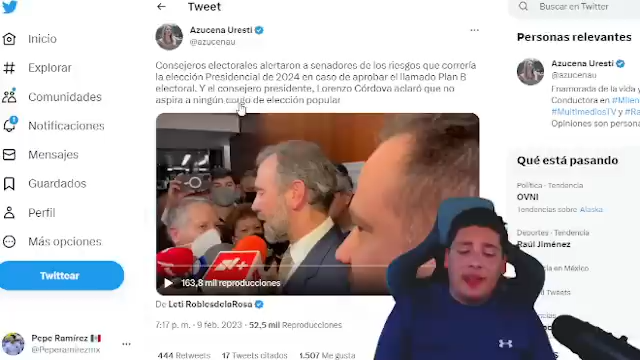 Tweet
Buscar en Twitter
Inicio
Explorar
Comunidades
Notificaciones
Mensajes
Guardados
Perfil
Más opciones
Twittear
Pepe Ramírez
@Peperamirezmx
Azucena Uresti
@azucenau
Consejeros electorales alertaron a senadores de los riesgos que correría
la elección Presidencial de 2024 en caso de aprobar el llamado Plan B
electoral. Y el consejero presidente, Lorenzo Córdova aclaró que no
aspira a ningún cargo de elección popular
163,8 mil reproducciones
De Leti RoblesdelaRosa
7:17 p. m. · 9 feb. 2023 · 52,5 mil Reproducciones
444 Retweets 17 Tweets citados 1.507 Me gusta
Personas relevantes
Azucena Uresti
@azucenau
Enamorada de la vida y
Conductora en #Milen
#MultimediosTV y #Ra
Opiniones son persona
Qué está pasando
Política · Tendencia
OVNI
Tendencias sobre Alaska
Deportes · Tendencia
Raúl Jiménez
en México
Tweets